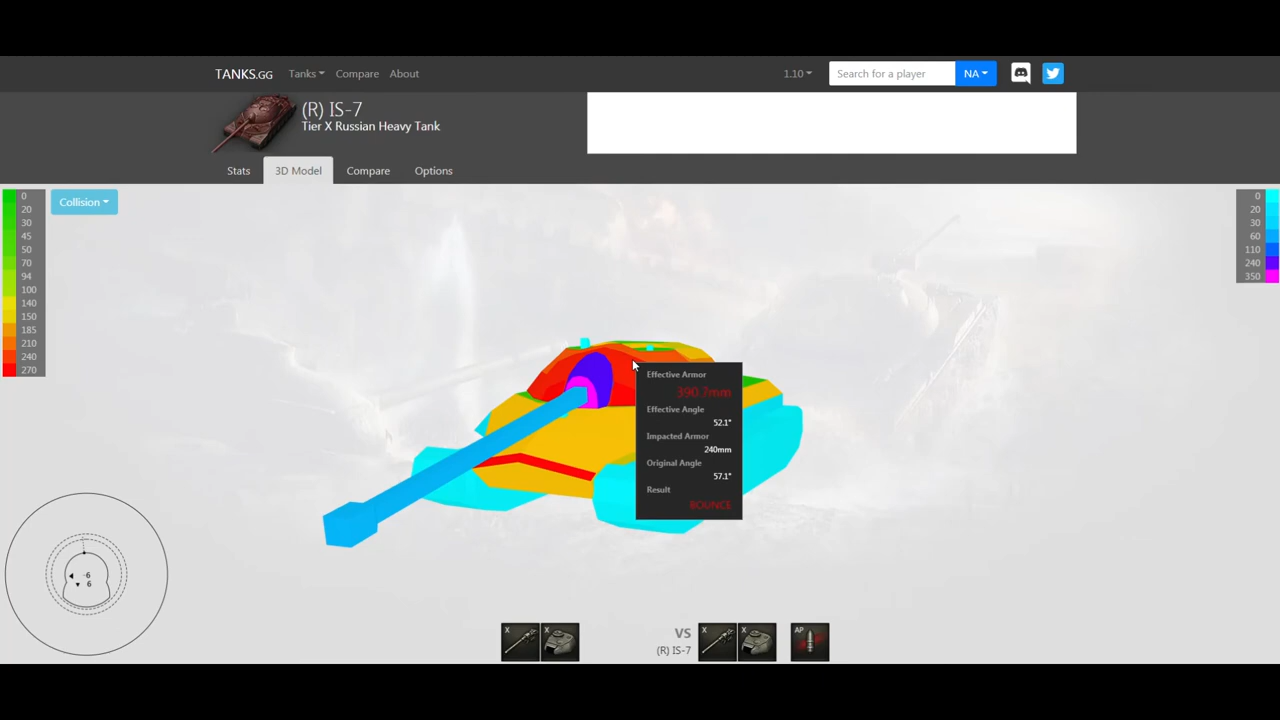 TANKS.GG Tanks Compare About 1.10 Search for a player NA
(R) IS-7
Tier X Russian Heavy Tank
Stats 3D Model Compare Options
Collision
0
20
30
45
50
70
94
100
140
150
185
210
240
270
0
20
30
60
110
240
350
Effective Armor
390.7mm
Effective Angle
52.1°
Impacted Armor
240mm
Original Angle
57.1°
Result
BOUNCE
-6
6
X X VS X X AP
(R) IS-7